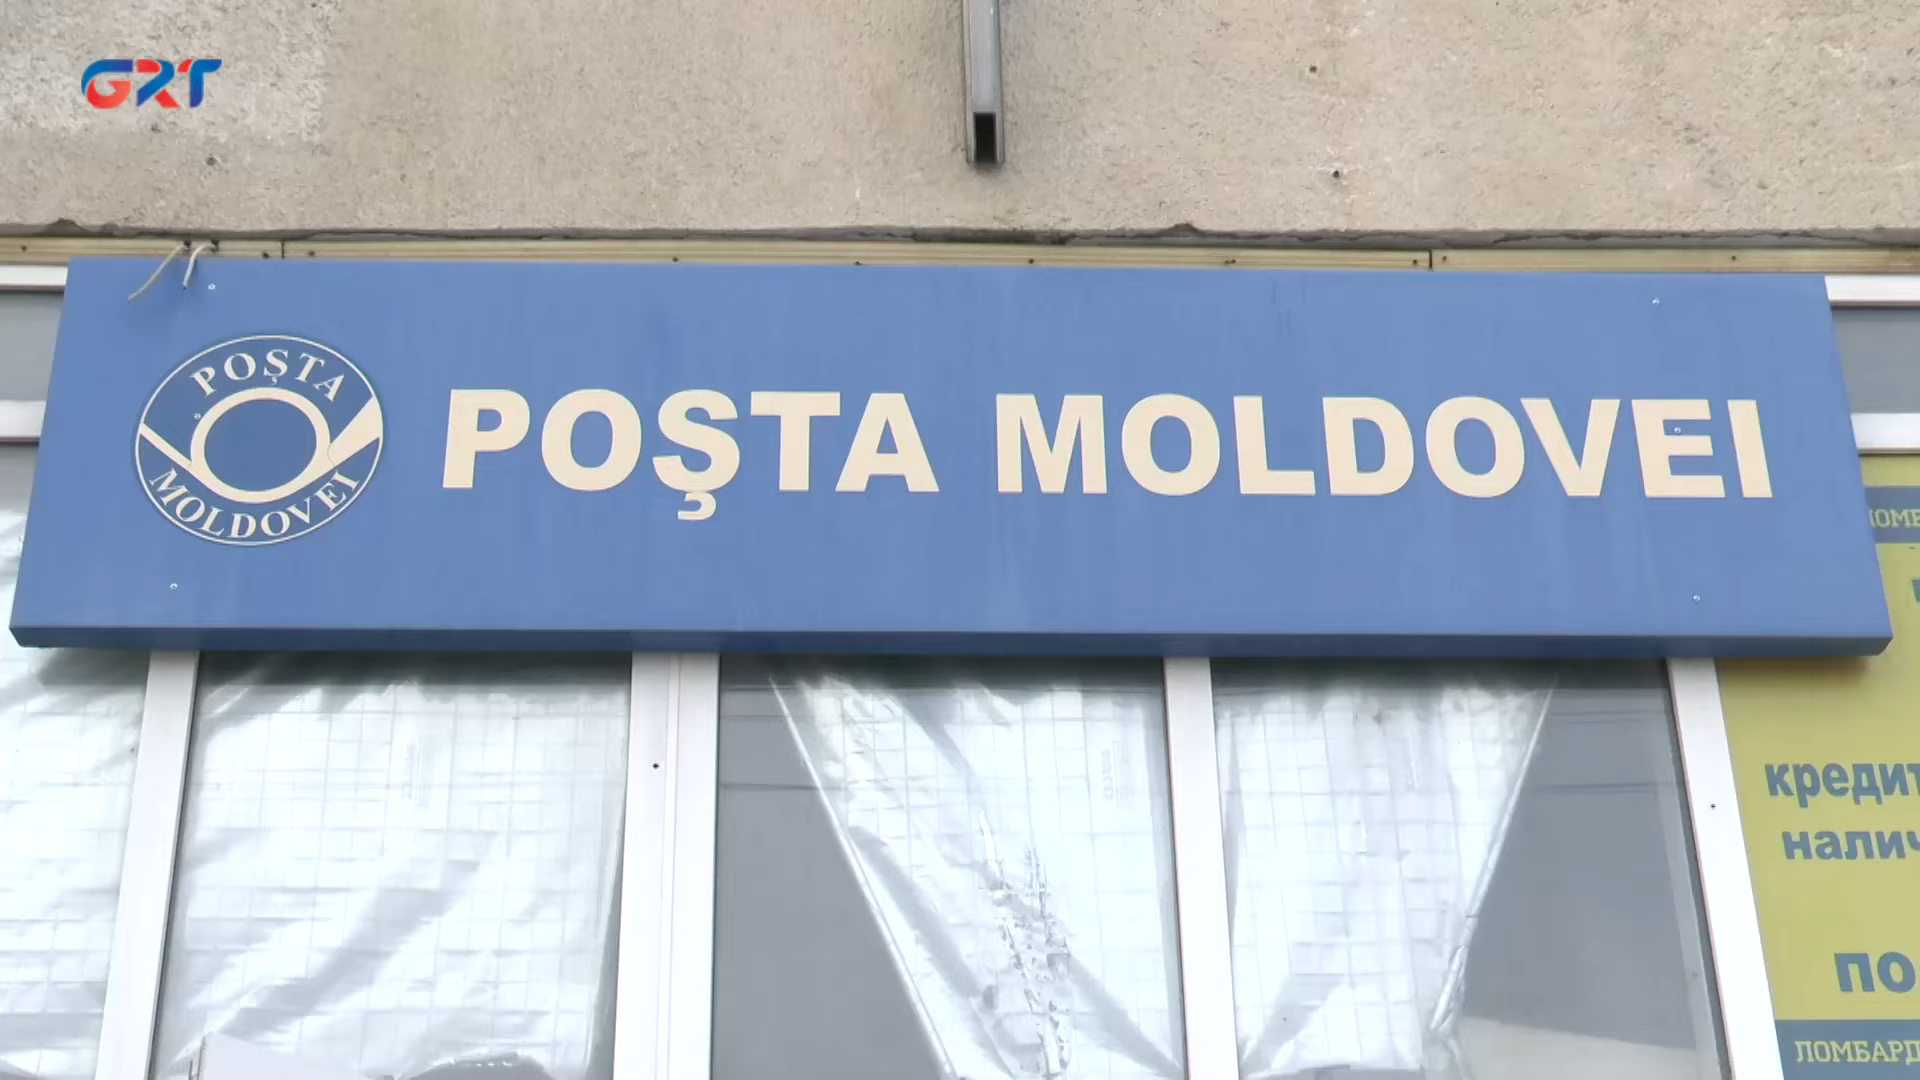 GRT
POŞTA
MOLDOVEI
POŞTA MOLDOVEI
кредит
налич
по
ЛОМБАРД